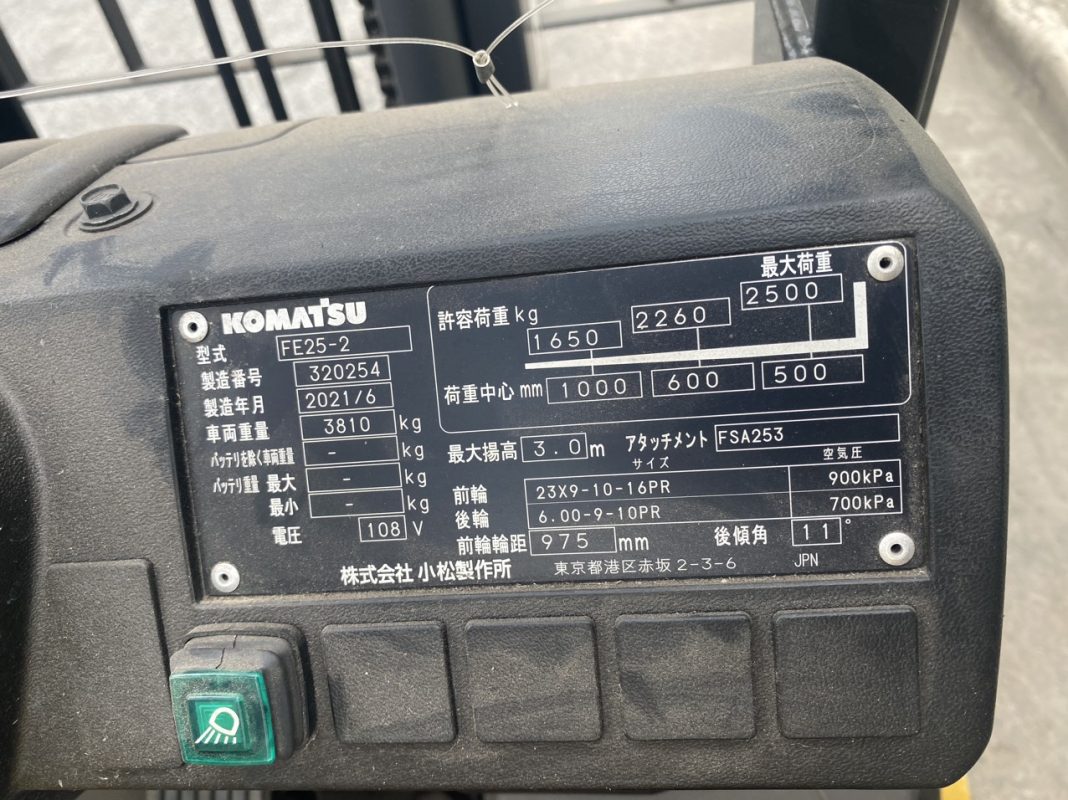 KOMATSU
型式 FE25-2
製造番号 320254
製造年月 2021/6
車両重量 3810 kg
バッテリを除く車両重量 - kg
バッテリ重量 最大 - kg
最小 - kg
電圧 108 V
最大荷重
許容荷重 kg 1650 2260 2500
荷重中心 mm 1000 600 500
最大揚高 3.0 m アタッチメント FSA253
サイズ 空気圧
前輪 23X9-10-16PR 900kPa
後輪 6.00-9-10PR 700kPa
前輪輪距 975 mm 後傾角 11°
株式会社 小松製作所 東京都港区赤坂2-3-6 JPN